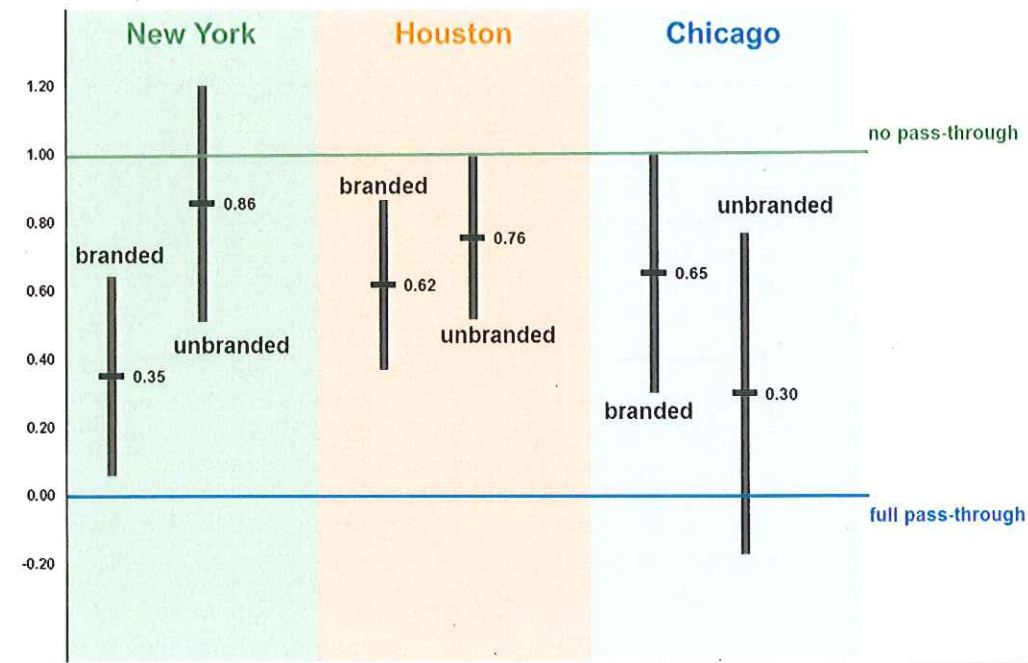 New York
Houston
Chicago
1.20
1.00
0.80
0.60
0.40
0.20
0.00
-0.20
no pass-through
full pass-through
branded
0.35
0.86
unbranded
branded
0.62
0.76
unbranded
0.65
branded
unbranded
0.30